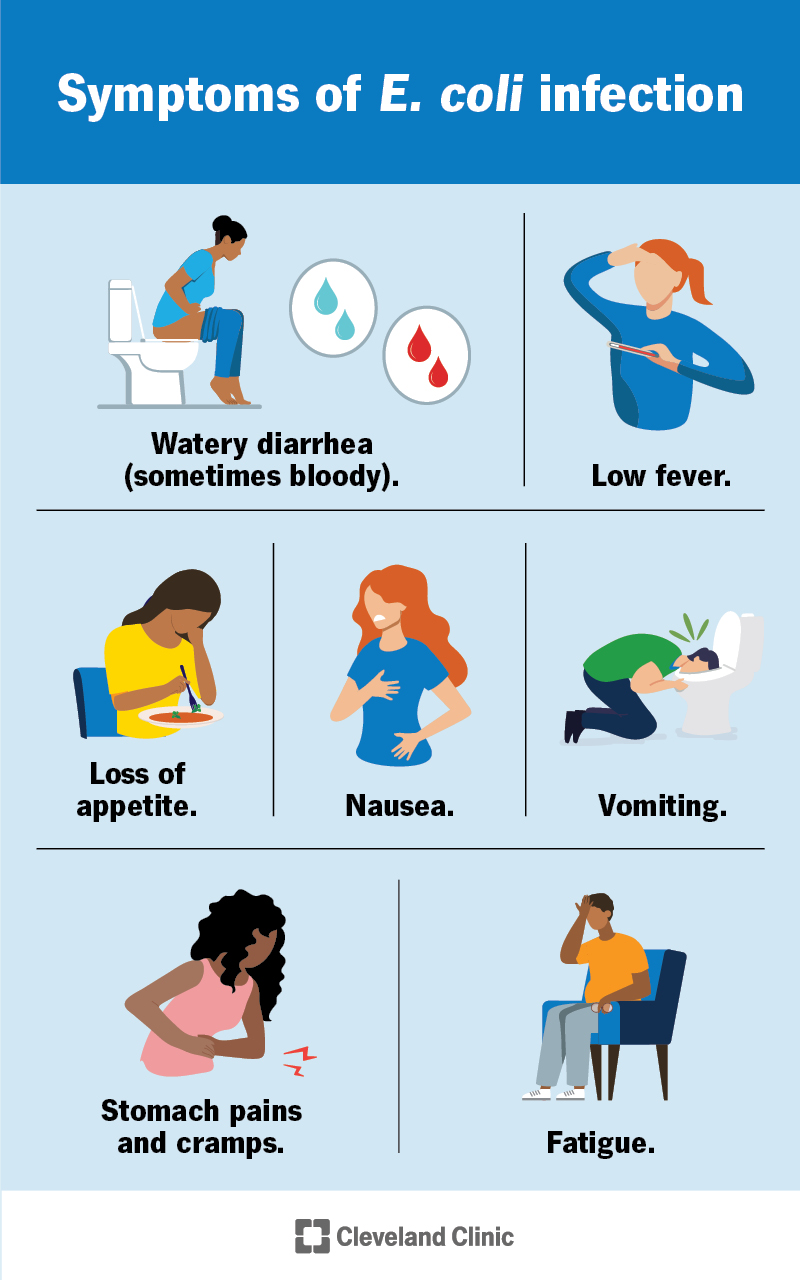 Symptoms of E. coli infection
Watery diarrhea
(sometimes bloody).
Low fever.
Loss of
appetite.
Nausea.
Vomiting.
Stomach pains
and cramps.
Fatigue.
Cleveland Clinic